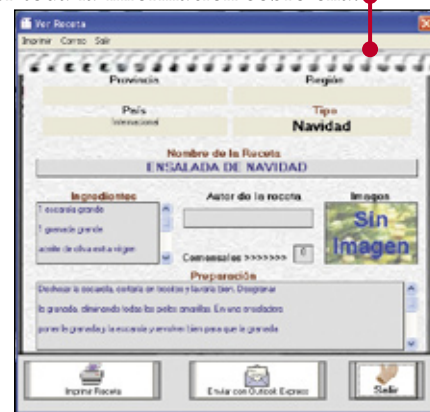 Ver Receta
Imprimir Correo Salir
Provincia Región
País Tipo
Internacional Navidad
Nombre de la Receta
ENSALADA DE NAVIDAD
Ingredientes Autor de la receta Imagen
1 escarola grande
1 granada grande
aceite de oliva extra virgen
Sin
Imagen
Comensales >>>>>>> 0
Preparación
Deshojar la escarola, cortarla en trocitos y lavarla bien. Desgranar
la granada, eliminando todas las pieles amarillas. En una ensaladera
poner la granada y la escarola y envolver bien para que la granada
Imprimir Receta Enviar con Outlook Express Salir